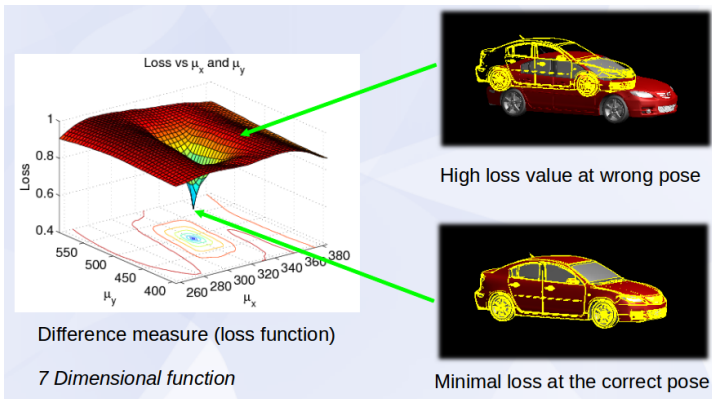 Loss vs μx and μy
1
0.8
0.6
0.4
Loss
550
500
450
400
μy
260 280 300 320 340 360 380
μx
High loss value at wrong pose
Difference measure (loss function)
7 Dimensional function
Minimal loss at the correct pose